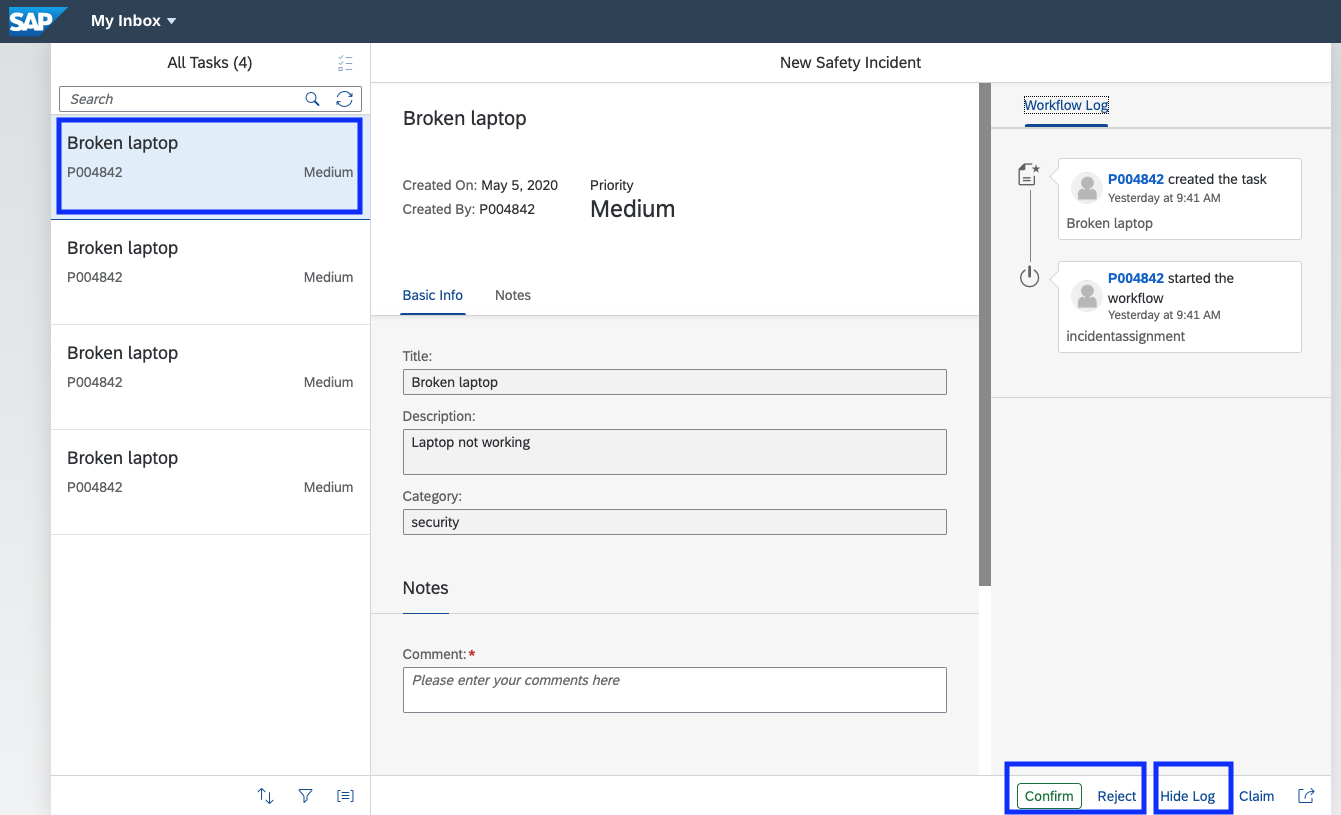 SAP My Inbox
All Tasks (4)
Search
Broken laptop
P004842 Medium
Broken laptop
P004842 Medium
Broken laptop
P004842 Medium
Broken laptop
P004842 Medium
New Safety Incident
Broken laptop
Created On: May 5, 2020 Priority
Created By: P004842 Medium
Basic Info Notes
Title:
Broken laptop
Description:
Laptop not working
Category:
security
Notes
Comment:*
Please enter your comments here
Workflow Log
P004842 created the task
Yesterday at 9:41 AM
Broken laptop
P004842 started the
workflow
Yesterday at 9:41 AM
incidentassignment
Confirm Reject Hide Log Claim